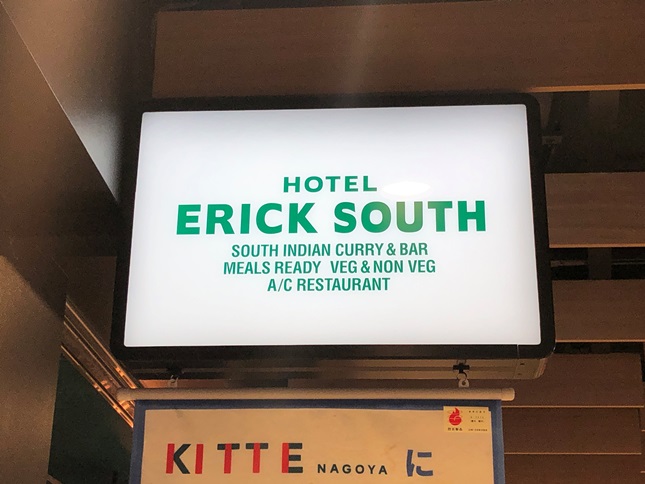 HOTEL
ERICK SOUTH
SOUTH INDIAN CURRY & BAR
MEALS READY VEG & NON VEG
A/C RESTAURANT
KITTE NAGOYA に